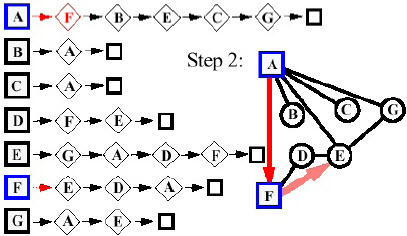 A F B E C G
B A
C A
D F E
E G A D F
F E D A
G A E
Step 2:
A
B
C
G
D
E
F